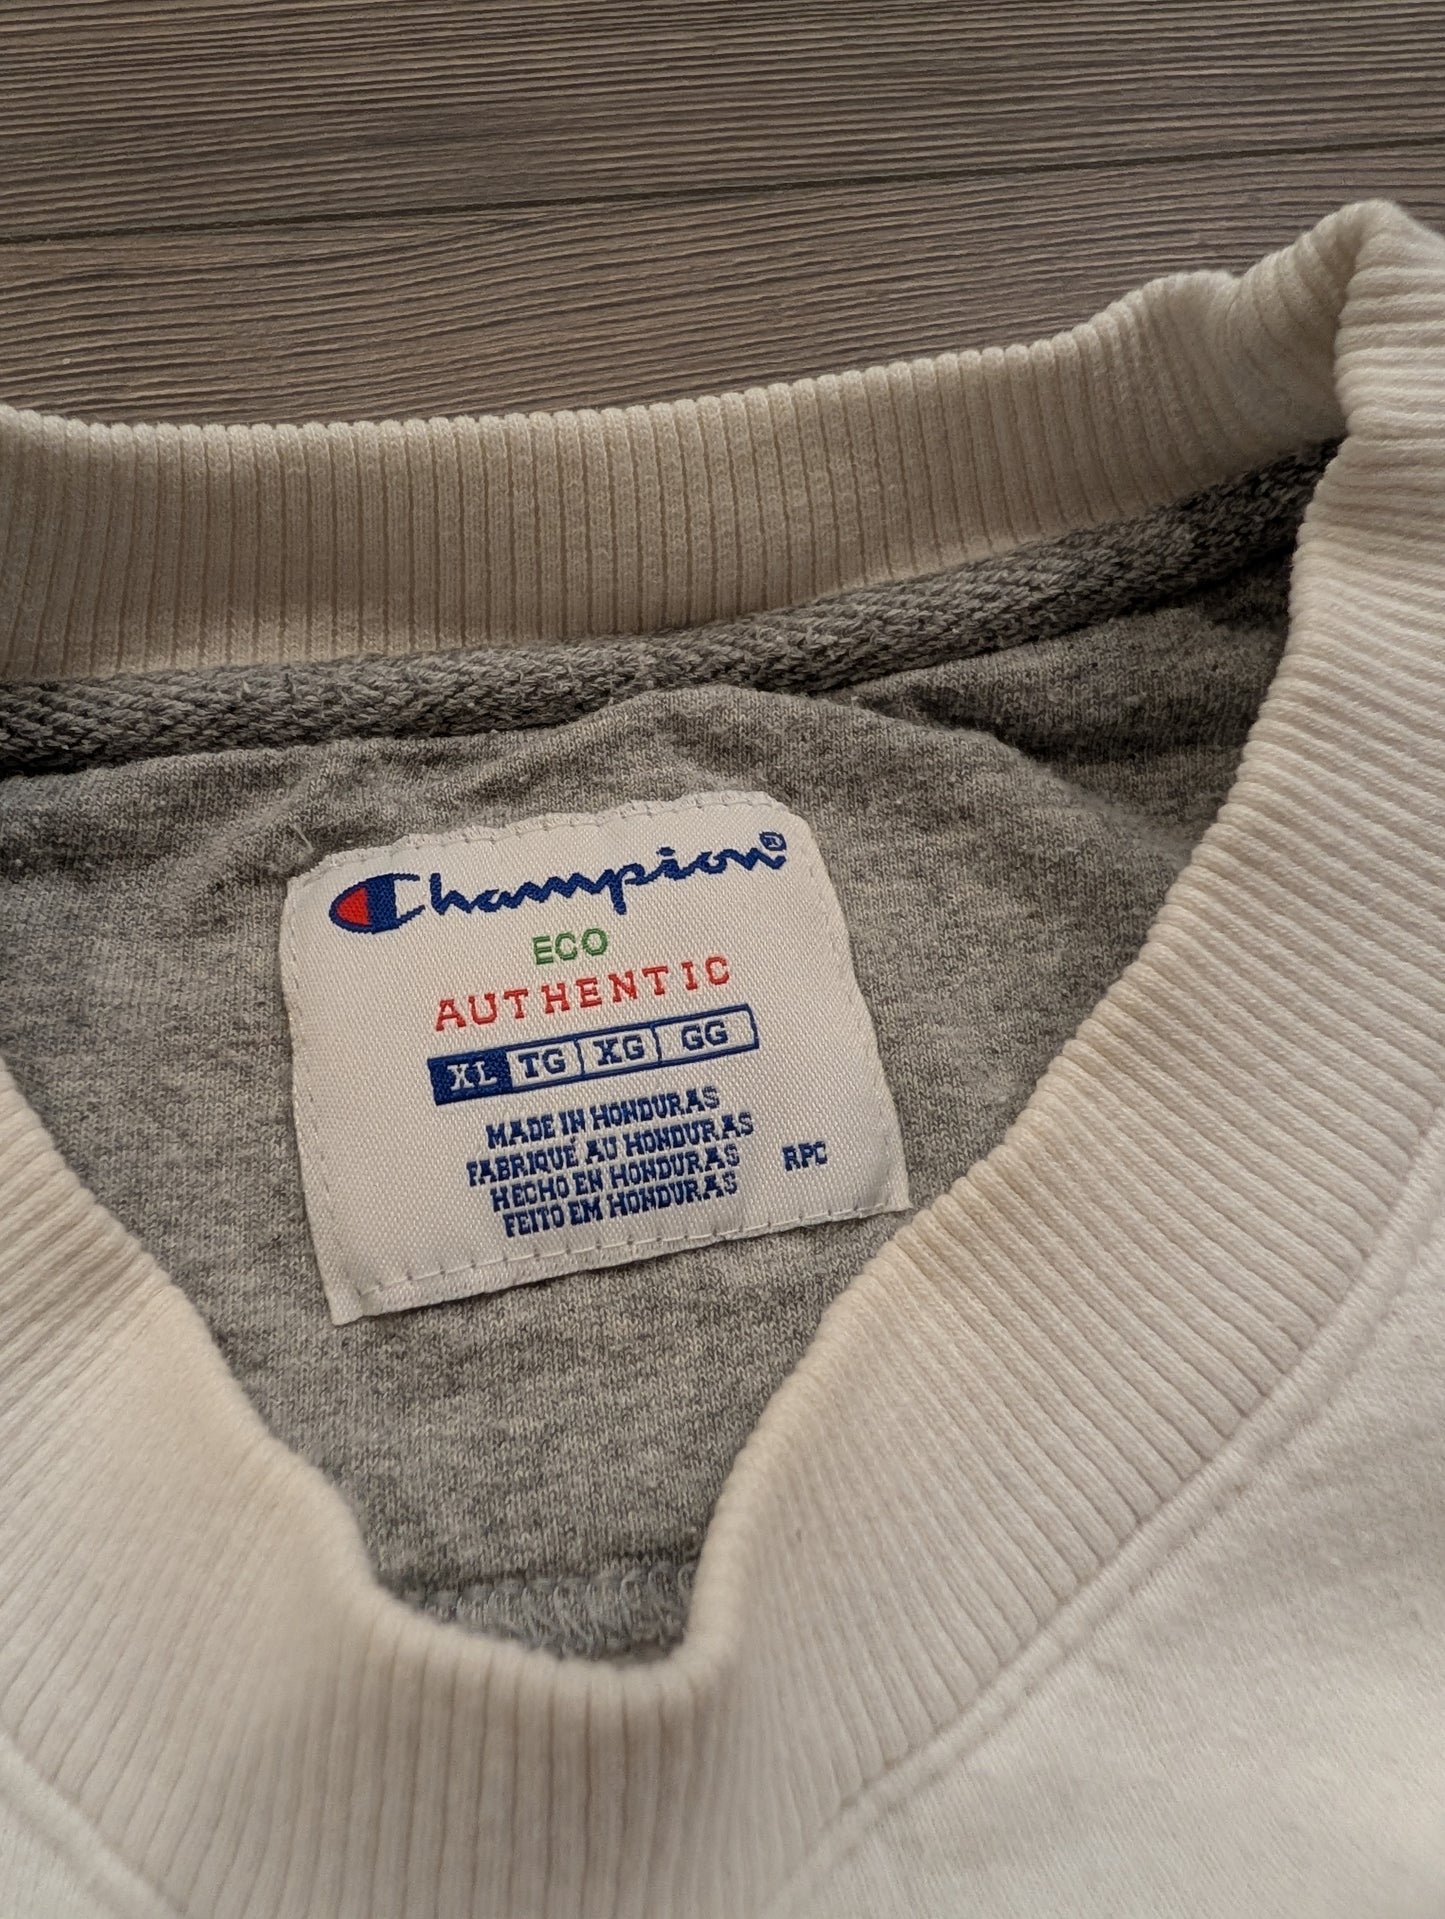 Champion®
ECO
AUTHENTIC
XL TG XG GG
MADE IN HONDURAS
FABRIQUÉ AU HONDURAS
HECHO EN HONDURAS RPC
FEITO EM HONDURAS